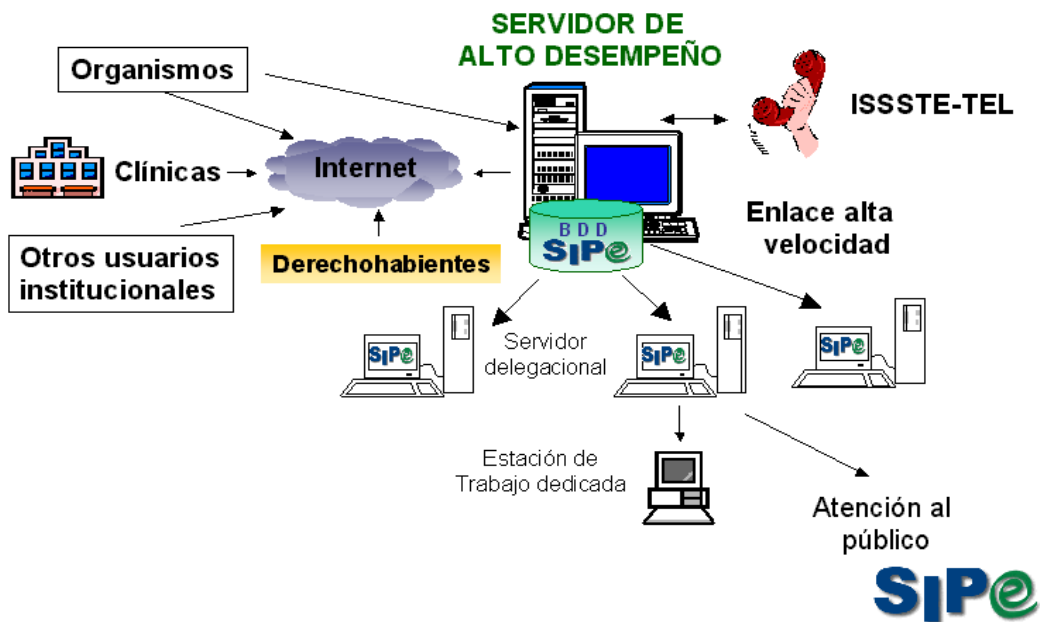 SERVIDOR DE
ALTO DESEMPEÑO
Organismos
ISSSTE-TEL
Clínicas
Internet
Enlace alta
velocidad
BDD
SIPe
Otros usuarios
institucionales
Derechohabientes
Servidor
delegacional
SIPe
SIPe
SIPe
Estación de
Trabajo dedicada
Atención al
público
SIPe